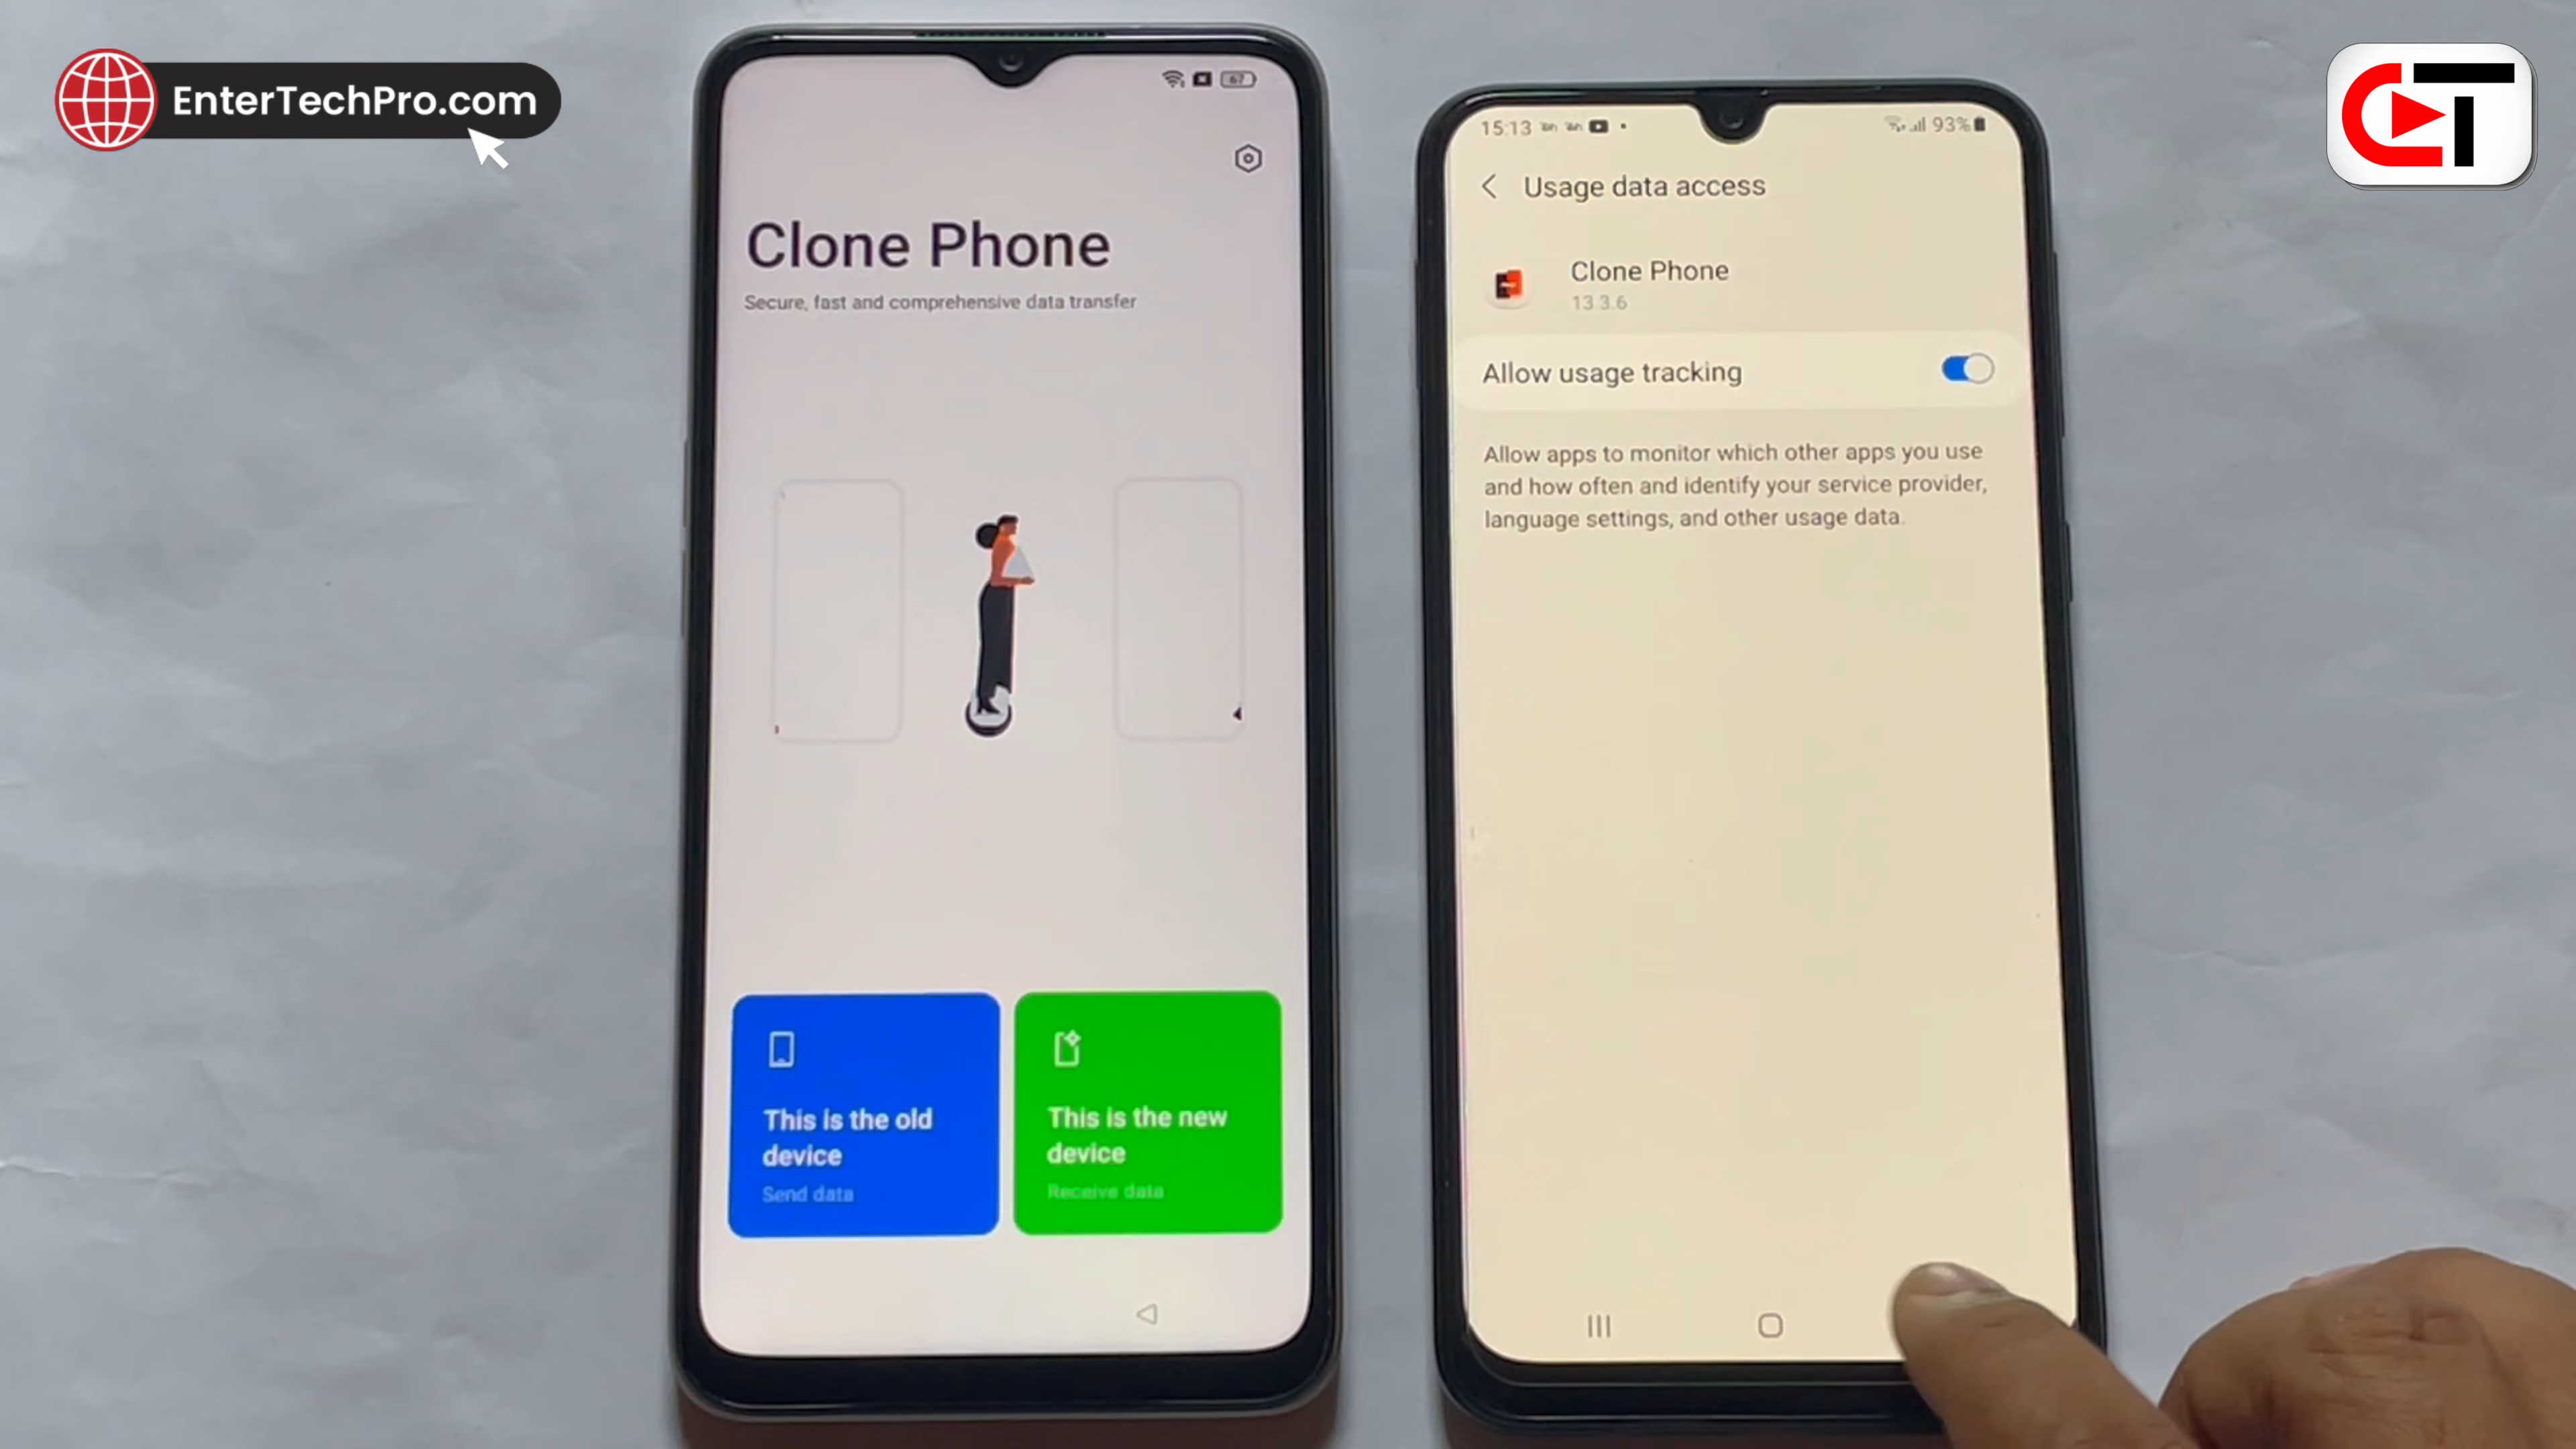 EnterTechPro.com
67
Clone Phone
Secure, fast and comprehensive data transfer
This is the old
device
Send data
This is the new
device
Receive data
15:13
93%
Usage data access
Clone Phone
13.3.6
Allow usage tracking
Allow apps to monitor which other apps you use
and how often and identify your service provider,
language settings, and other usage data.